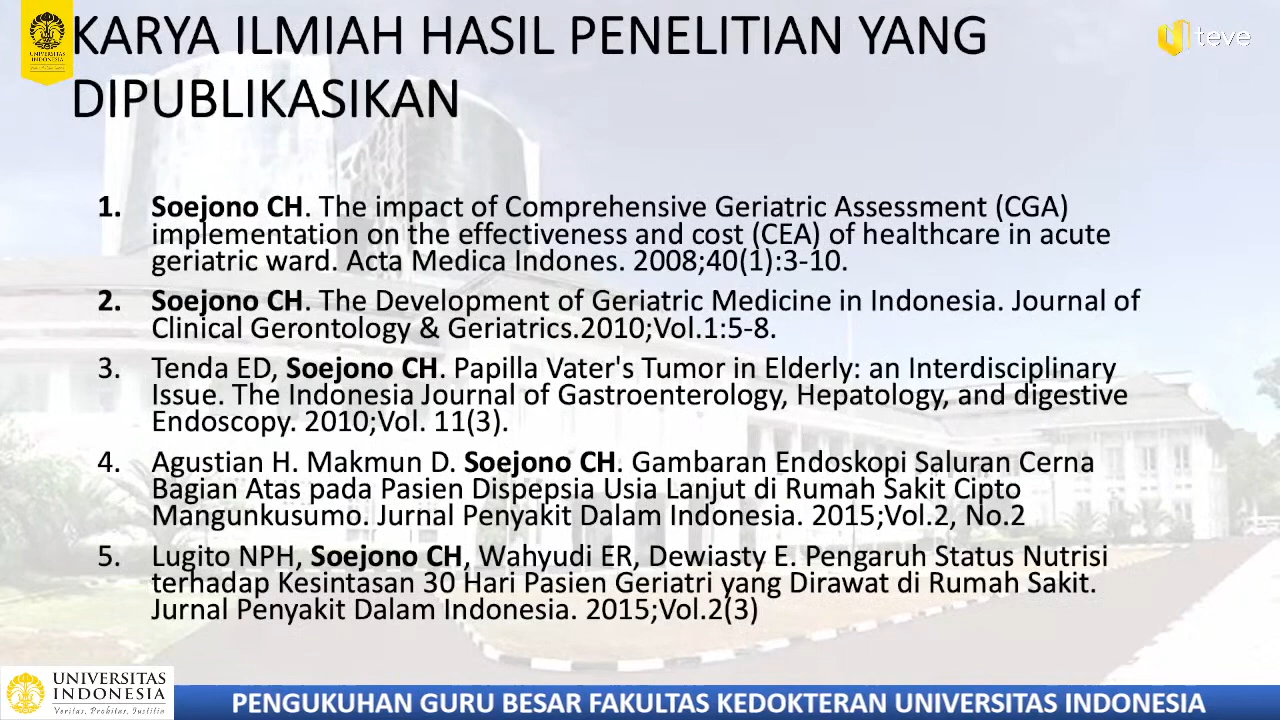 KARYA ILMIAH HASIL PENELITIAN YANG
DIPUBLIKASIKAN
UNIVERSITAS
INDONESIA
teve
1. Soejono CH. The impact of Comprehensive Geriatric Assessment (CGA)
implementation on the effectiveness and cost (CEA) of healthcare in acute
geriatric ward. Acta Medica Indones. 2008;40(1):3-10.
2. Soejono CH. The Development of Geriatric Medicine in Indonesia. Journal of
Clinical Gerontology & Geriatrics.2010;Vol.1:5-8.
3. Tenda ED, Soejono CH. Papilla Vater's Tumor in Elderly: an Interdisciplinary
Issue. The Indonesia Journal of Gastroenterology, Hepatology, and digestive
Endoscopy. 2010;Vol. 11(3).
4. Agustian H. Makmun D. Soejono CH. Gambaran Endoskopi Saluran Cerna
Bagian Atas pada Pasien Dispepsia Usia Lanjut di Rumah Sakit Cipto
Mangunkusumo. Jurnal Penyakit Dalam Indonesia. 2015;Vol.2, No.2
5. Lugito NPH, Soejono CH, Wahyudi ER, Dewiasty E. Pengaruh Status Nutrisi
terhadap Kesintasan 30 Hari Pasien Geriatri yang Dirawat di Rumah Sakit.
Jurnal Penyakit Dalam Indonesia. 2015;Vol.2(3)
UNIVERSITAS
INDONESIA
Veritas, Probitas, Iustitia
PENGUKUHAN GURU BESAR FAKULTAS KEDOKTERAN UNIVERSITAS INDONESIA